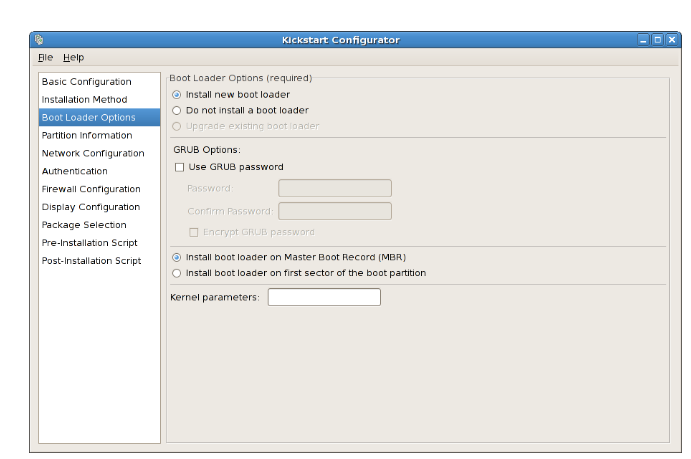 Kickstart Configurator
File Help
Basic Configuration
Installation Method
Boot Loader Options
Partition Information
Network Configuration
Authentication
Firewall Configuration
Display Configuration
Package Selection
Pre-Installation Script
Post-Installation Script
Boot Loader Options (required)
Install new boot loader
Do not install a boot loader
Upgrade existing boot loader
GRUB Options:
Use GRUB password
Password:
Confirm Password:
Encrypt GRUB password
Install boot loader on Master Boot Record (MBR)
Install boot loader on first sector of the boot partition
Kernel parameters: